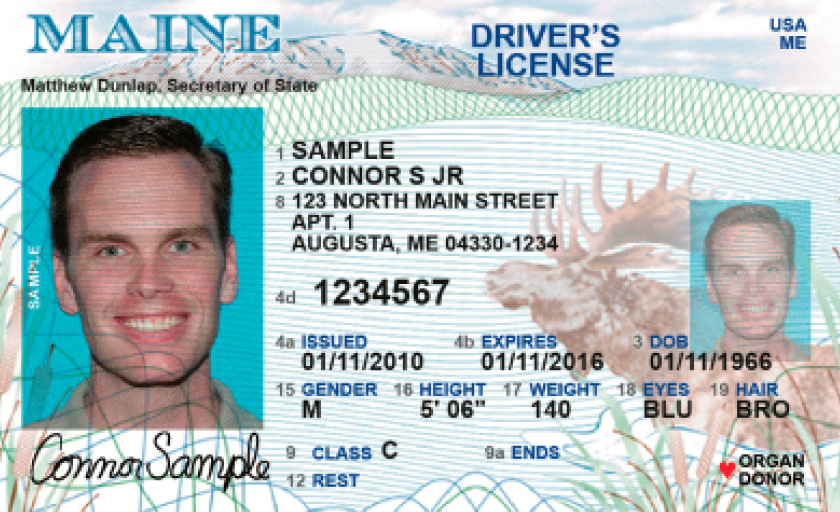 MAINE
DRIVER'S
LICENSE
USA
ME
Matthew Dunlap, Secretary of State
SAMPLE
1 SAMPLE
2 CONNOR S JR
8 123 NORTH MAIN STREET
APT. 1
AUGUSTA, ME 04330-1234
4d 1234567
4a ISSUED 4b EXPIRES 3 DOB
01/11/2010 01/11/2016 01/11/1966
15 GENDER 16 HEIGHT 17 WEIGHT 18 EYES 19 HAIR
M 5' 06" 140 BLU BRO
9 CLASS C 9a ENDS
12 REST
Connor Sample
ORGAN
DONOR